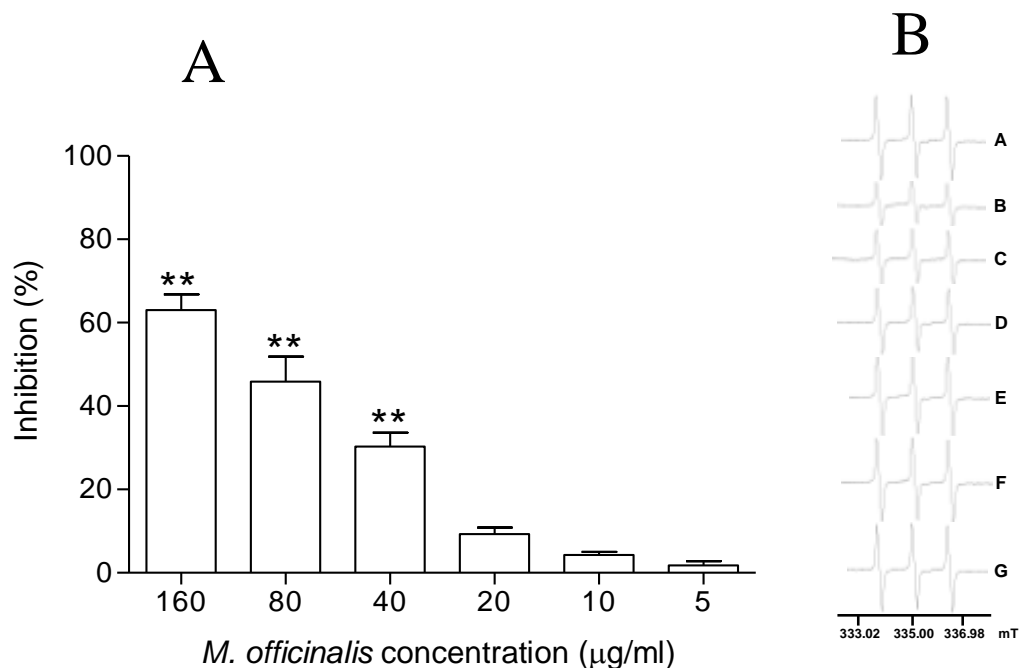 A
B
100
80
60
40
20
0
Inhibition (%)
**
**
**
160 80 40 20 10 5
M. officinalis concentration (μg/ml)
A
B
C
D
E
F
G
333.02 335.00 336.98 mT